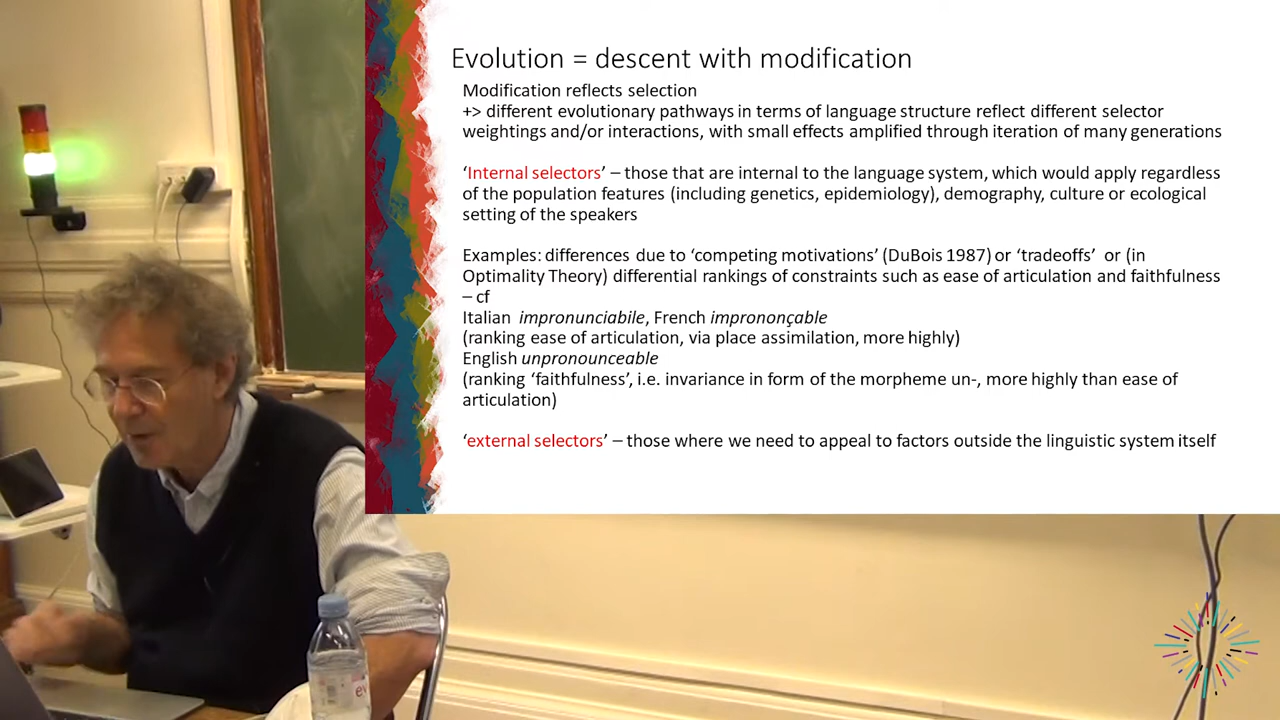 Evolution = descent with modification
Modification reflects selection
+> different evolutionary pathways in terms of language structure reflect different selector
weightings and/or interactions, with small effects amplified through iteration of many generations
‘Internal selectors’ – those that are internal to the language system, which would apply regardless
of the population features (including genetics, epidemiology), demography, culture or ecological
setting of the speakers
Examples: differences due to ‘competing motivations’ (DuBois 1987) or ‘tradeoffs’ or (in
Optimality Theory) differential rankings of constraints such as ease of articulation and faithfulness
– cf
Italian impronunciabile, French imprononçable
(ranking ease of articulation, via place assimilation, more highly)
English unpronounceable
(ranking ‘faithfulness’, i.e. invariance in form of the morpheme un-, more highly than ease of
articulation)
‘external selectors’ – those where we need to appeal to factors outside the linguistic system itself